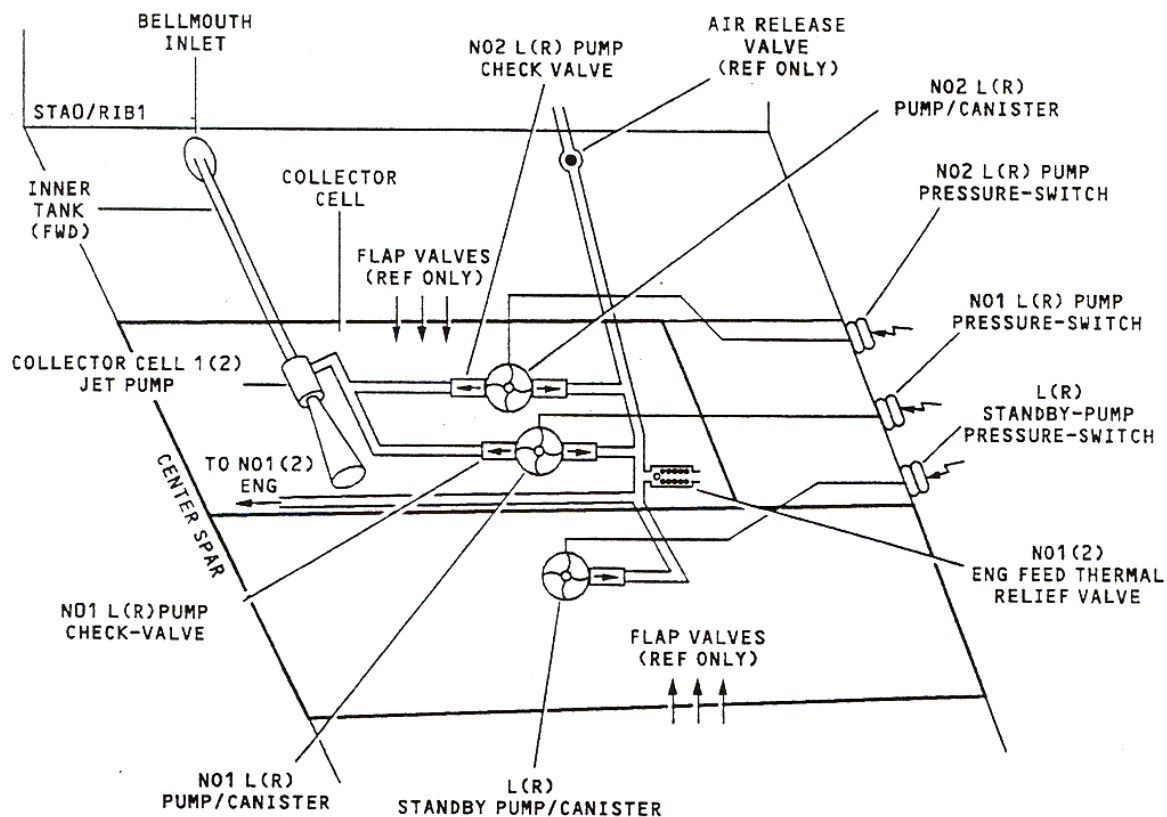 BELLMOUTH
INLET
NO2 L(R) PUMP
CHECK VALVE
AIR RELEASE
VALVE
(REF ONLY)
NO2 L(R)
PUMP/CANISTER
STA0/RIB1
INNER
TANK
(FWD)
COLLECTOR
CELL
FLAP VALVES
(REF ONLY)
NO2 L(R) PUMP
PRESSURE-SWITCH
NO1 L(R) PUMP
PRESSURE-SWITCH
COLLECTOR CELL 1(2)
JET PUMP
L(R)
STANDBY-PUMP
PRESSURE-SWITCH
TO NO1(2)
ENG
CENTER SPAR
NO1 L(R)PUMP
CHECK-VALVE
NO1(2)
ENG FEED THERMAL
RELIEF VALVE
FLAP VALVES
(REF ONLY)
NO1 L(R)
PUMP/CANISTER
L(R)
STANDBY PUMP/CANISTER